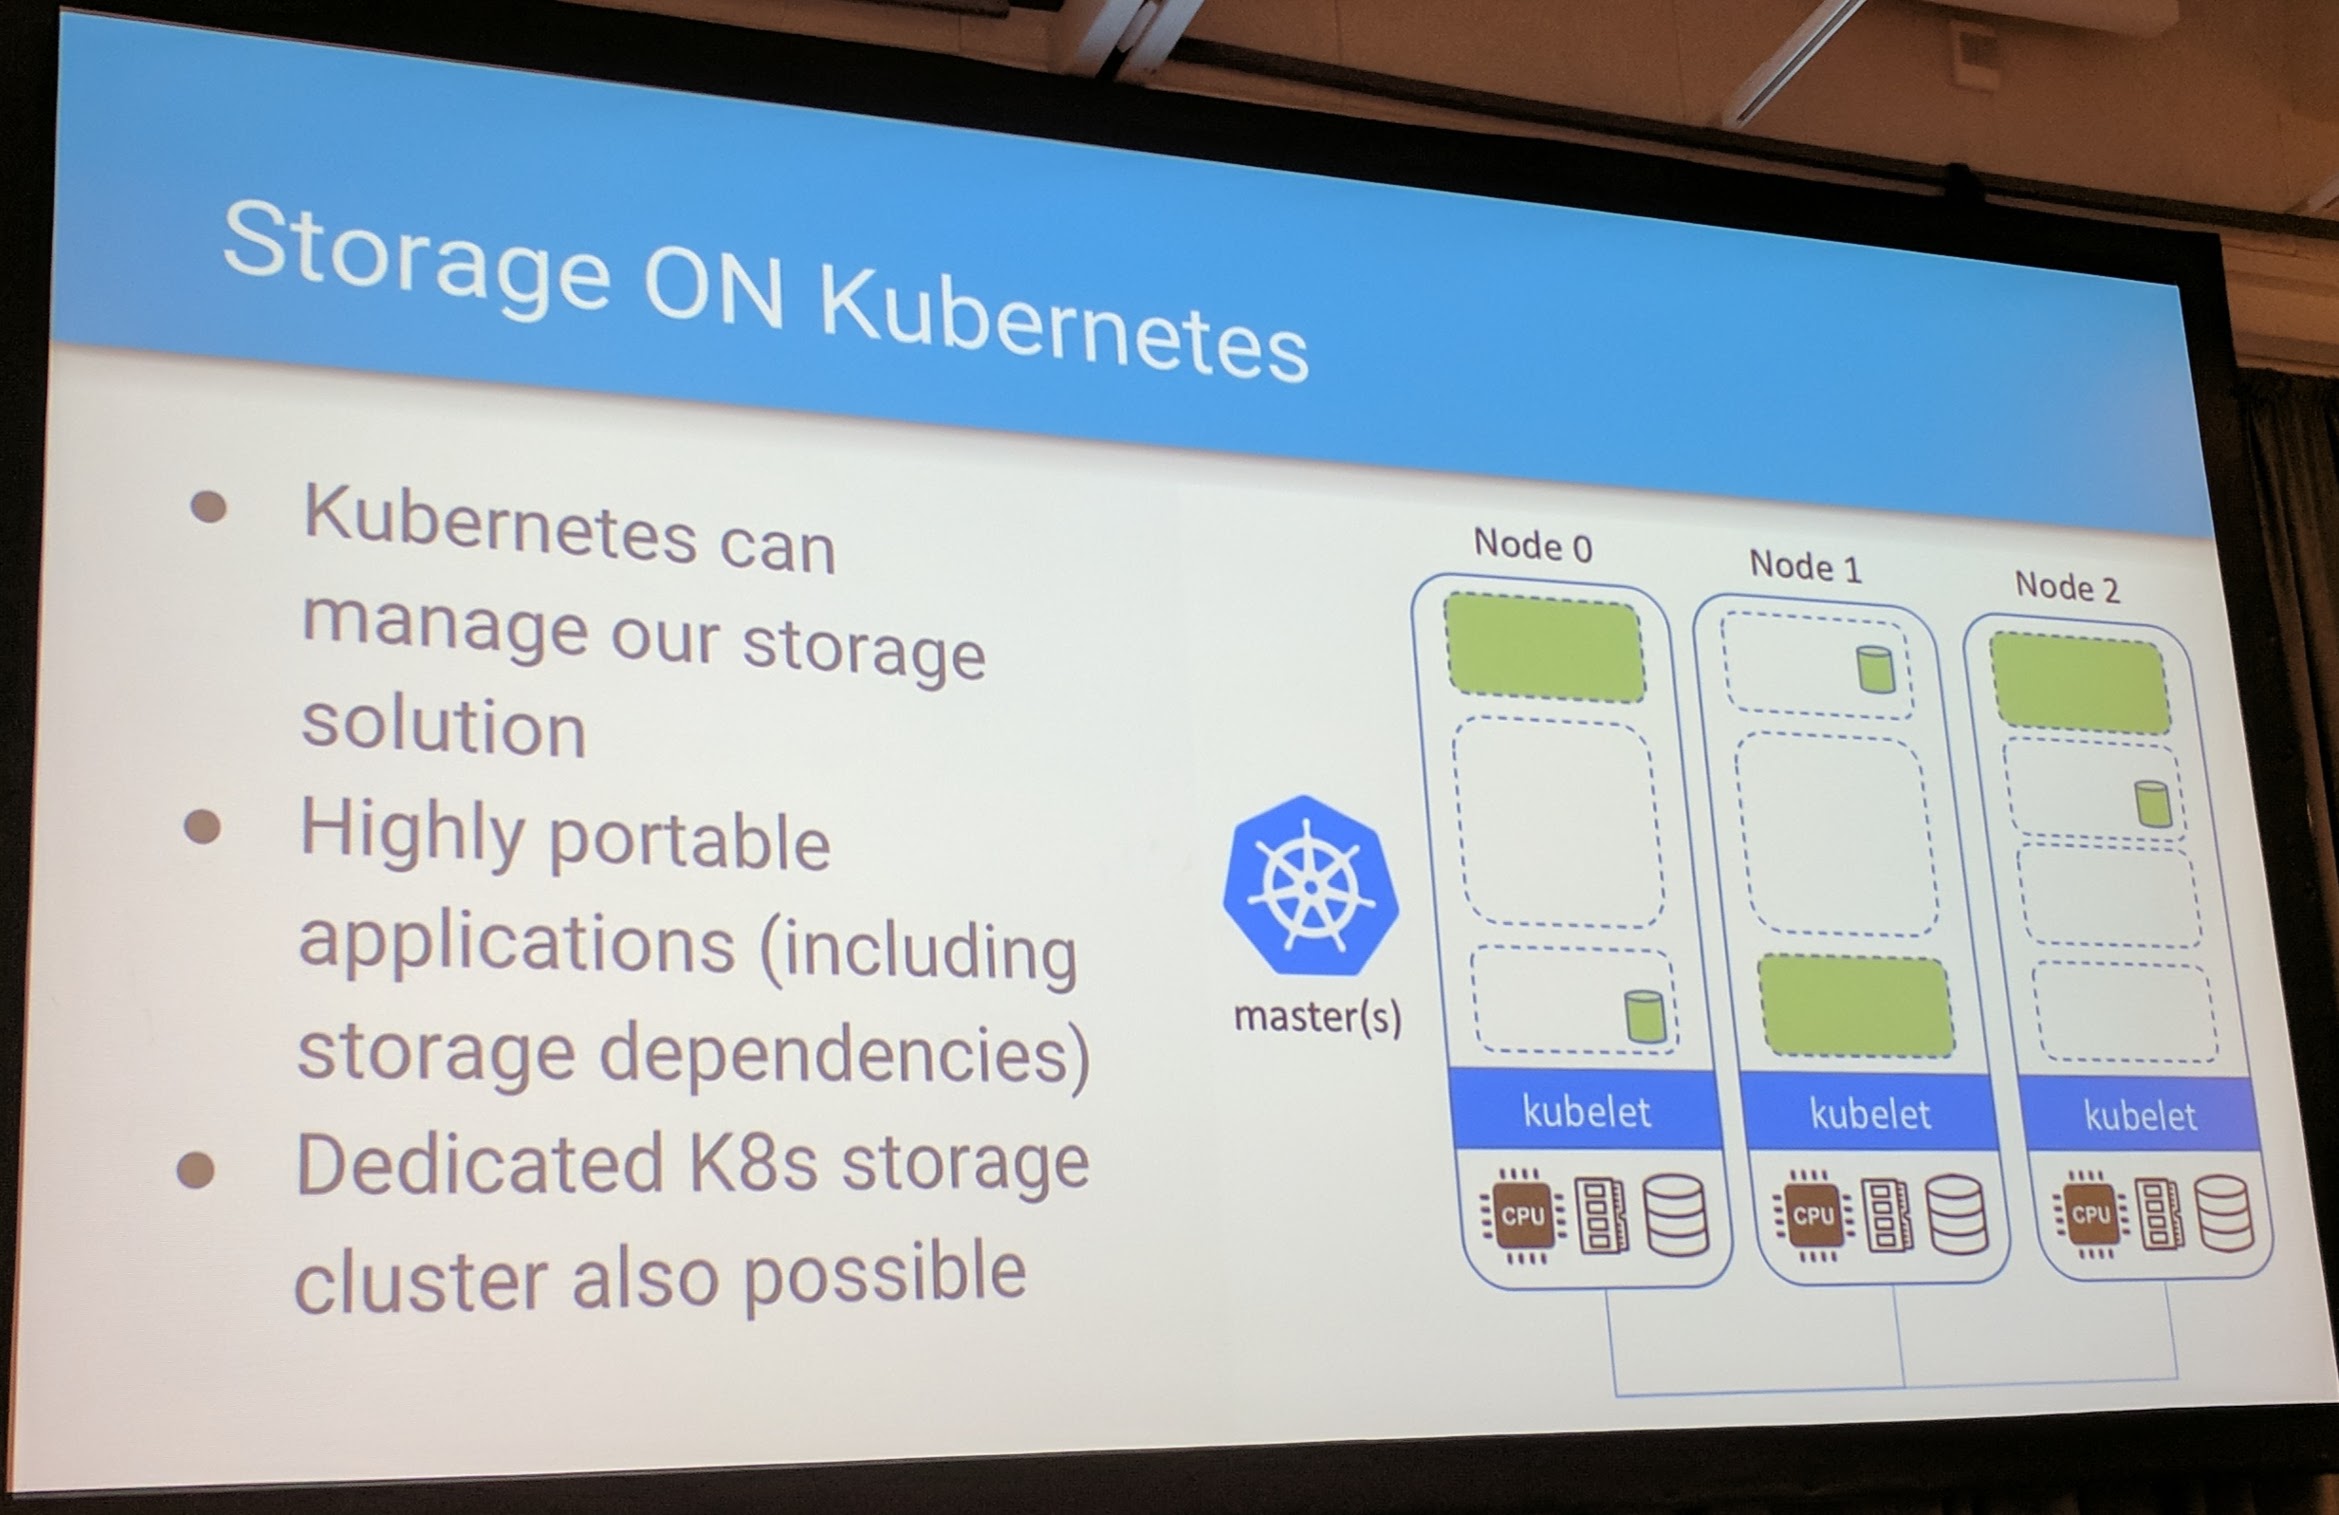 Storage ON Kubernetes
Kubernetes can
manage our storage
solution
Highly portable
applications (including
storage dependencies)
Dedicated K8s storage
cluster also possible
Node 0
Node 1
Node 2
master(s)
kubelet
kubelet
kubelet
CPU
CPU
CPU